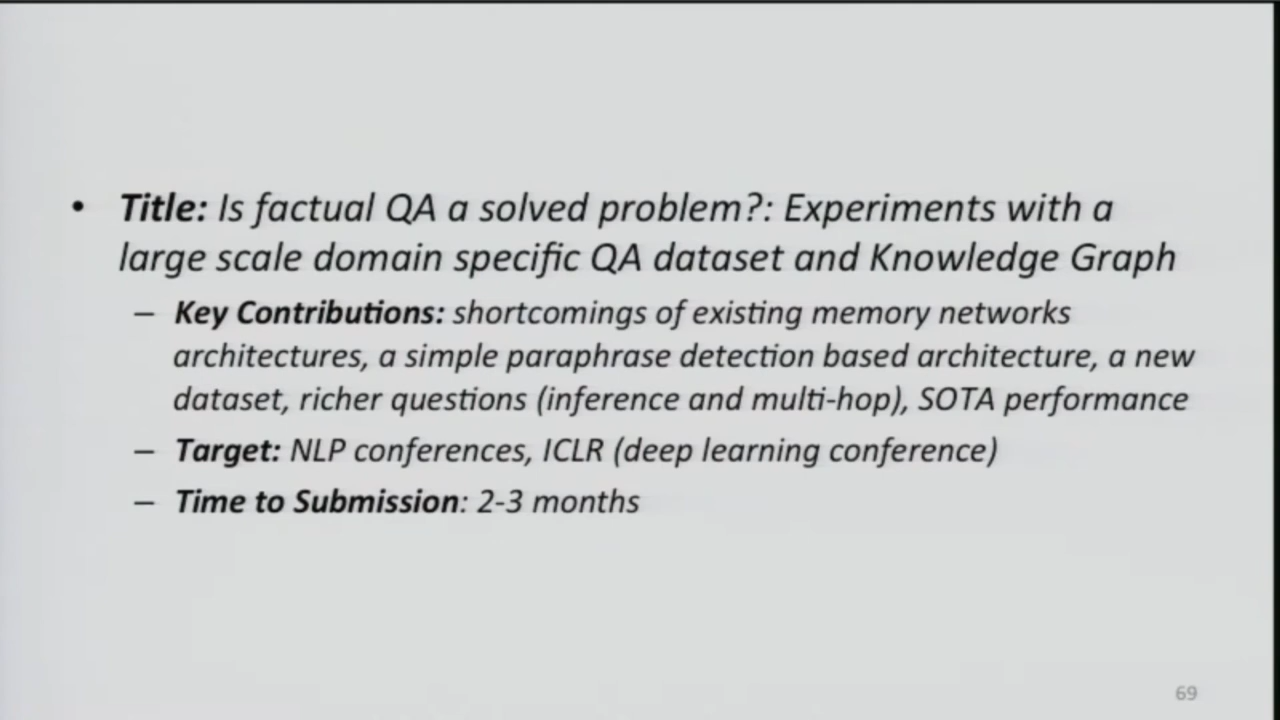 • Title: Is factual QA a solved problem?: Experiments with a
large scale domain specific QA dataset and Knowledge Graph
– Key Contributions: shortcomings of existing memory networks
architectures, a simple paraphrase detection based architecture, a new
dataset, richer questions (inference and multi-hop), SOTA performance
– Target: NLP conferences, ICLR (deep learning conference)
– Time to Submission: 2-3 months
69